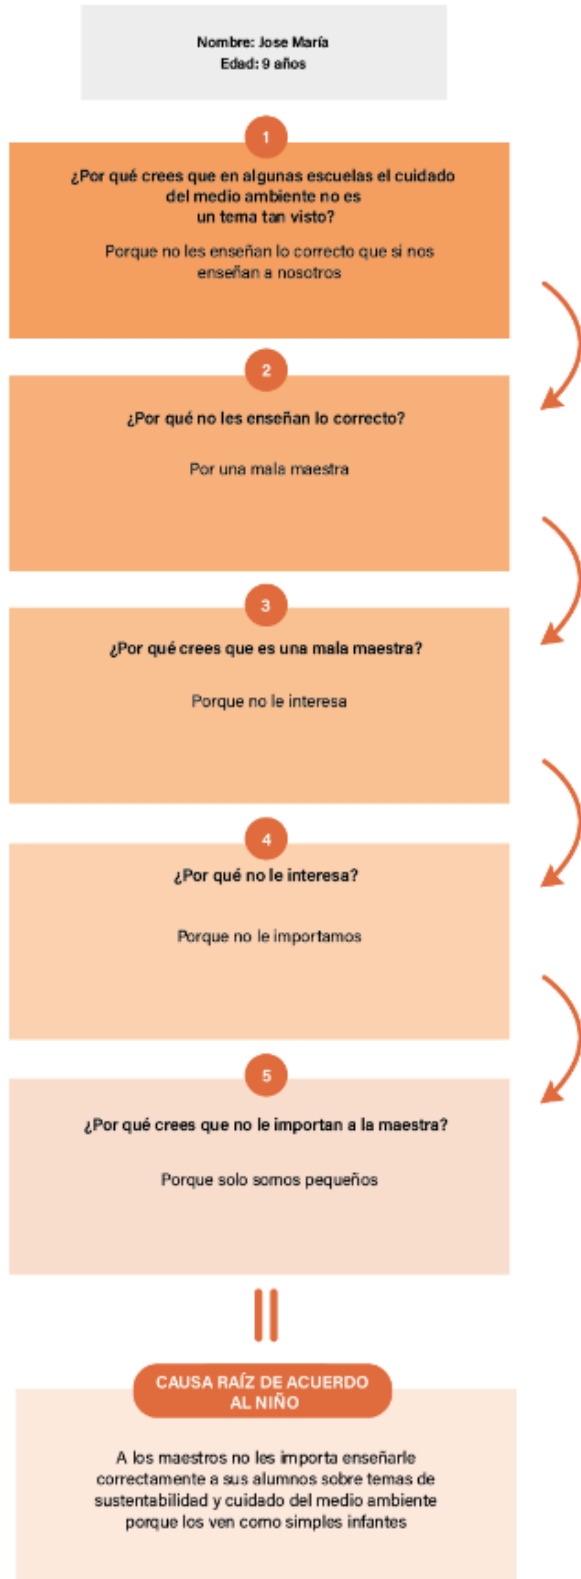 Nombre: Jose María
Edad: 9 años
1
¿Por qué crees que en algunas escuelas el cuidado
del medio ambiente no es
un tema tan visto?
Porque no les enseñan lo correcto que si nos
enseñan a nosotros
2
¿Por qué no les enseñan lo correcto?
Por una mala maestra
3
¿Por qué crees que es una mala maestra?
Porque no le interesa
4
¿Por qué no le interesa?
Porque no le importamos
5
¿Por qué crees que no le importan a la maestra?
Porque solo somos pequeños
CAUSA RAÍZ DE ACUERDO
AL NIÑO
A los maestros no les importa enseñarle
correctamente a sus alumnos sobre temas de
sustentabilidad y cuidado del medio ambiente
porque los ven como simples infantes